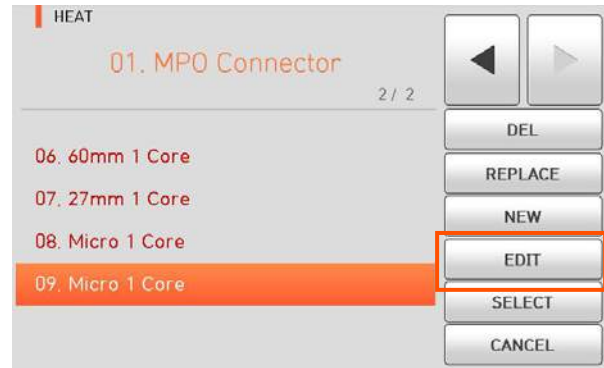 HEAT
01. MPO Connector
2/ 2
06. 60mm 1 Core
07. 27mm 1 Core
08. Micro 1 Core
09. Micro 1 Core
DEL
REPLACE
NEW
EDIT
SELECT
CANCEL